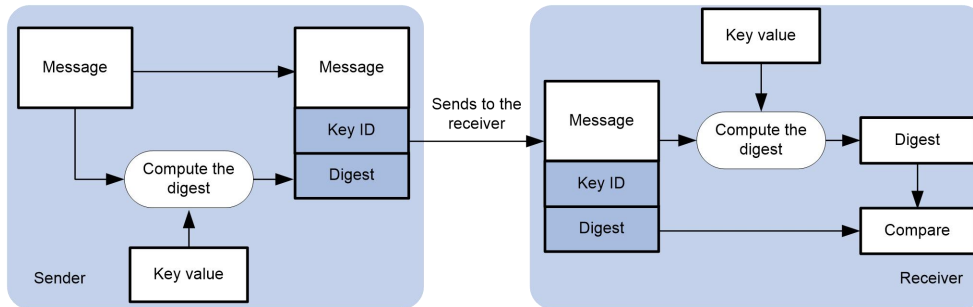 Message
Message
Key ID
Digest
Compute the
digest
Key value
Sender
Sends to the
receiver
Key value
Message
Key ID
Digest
Compute the
digest
Digest
Compare
Receiver